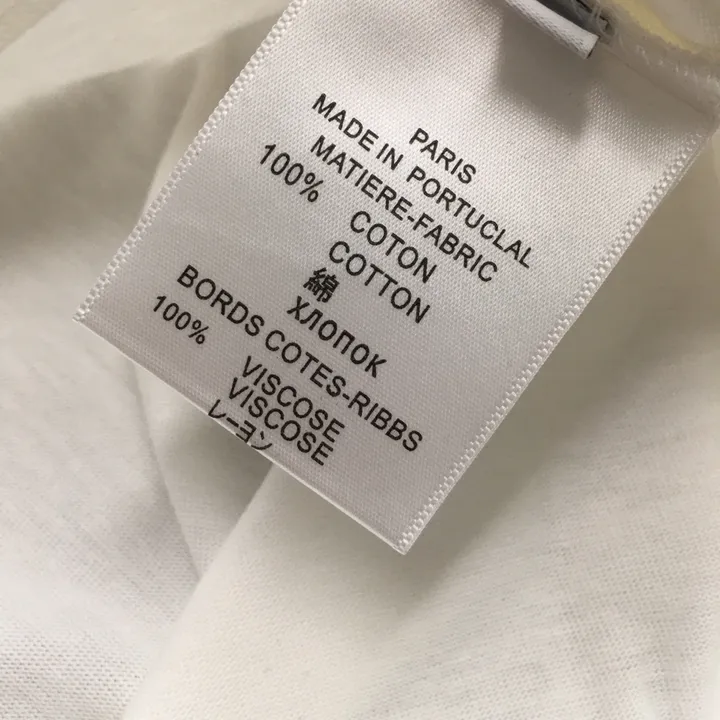 PARIS
MADE IN PORTUCLAL
MATIERE-FABRIC
100% COTON
COTTON
綿
ХЛОПОК
BORDS COTES-RIBBS
100% VISCOSE
VISCOSE
レーヨン